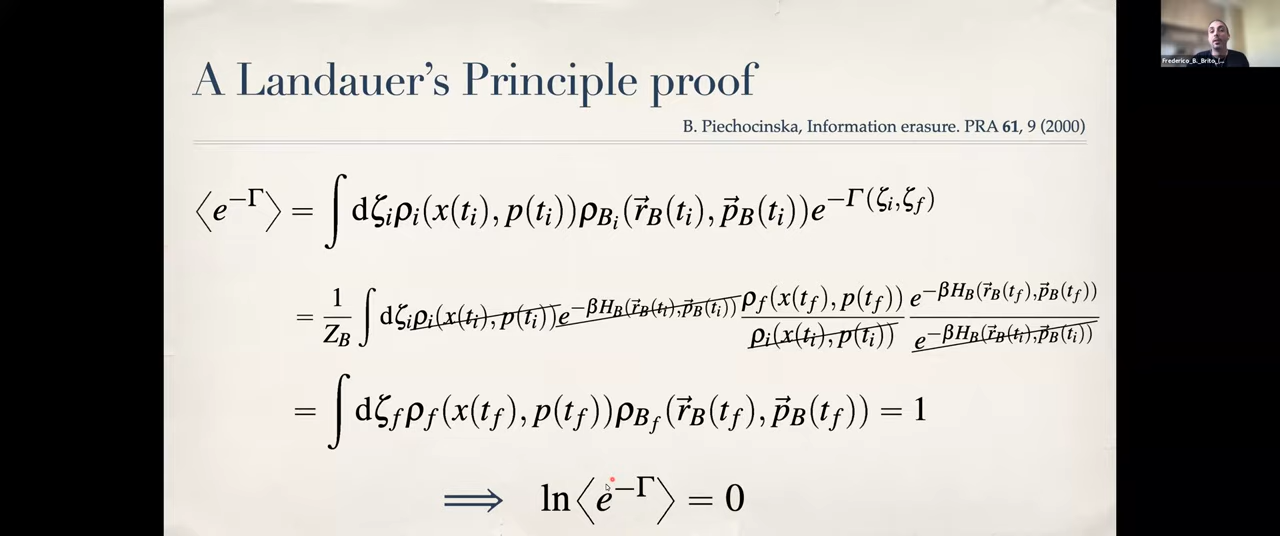 A Landauer's Principle proof
B. Piechocinska, Information erasure. PRA 61, 9 (2000)
⟨e^{−Γ}⟩ = ∫ dζ_i ρ_i(x(t_i), p(t_i)) ρ_{B_i}(r⃗_B(t_i), p⃗_B(t_i)) e^{−Γ(ζ_i,ζ_f)}
= 1/Z_B ∫ dζ_i ρ_i(x(t_i), p(t_i)) e^{−βH_B(r⃗_B(t_i),p⃗_B(t_i))} ρ_f(x(t_f), p(t_f))/ρ_i(x(t_i), p(t_i)) e^{−βH_B(r⃗_B(t_f),p⃗_B(t_f))}/e^{−βH_B(r⃗_B(t_i),p⃗_B(t_i))}
= ∫ dζ_f ρ_f(x(t_f), p(t_f)) ρ_{B_f}(r⃗_B(t_f), p⃗_B(t_f)) = 1
⟹ ln⟨e^{−Γ}⟩ = 0
Frederico_B._Brito_(...